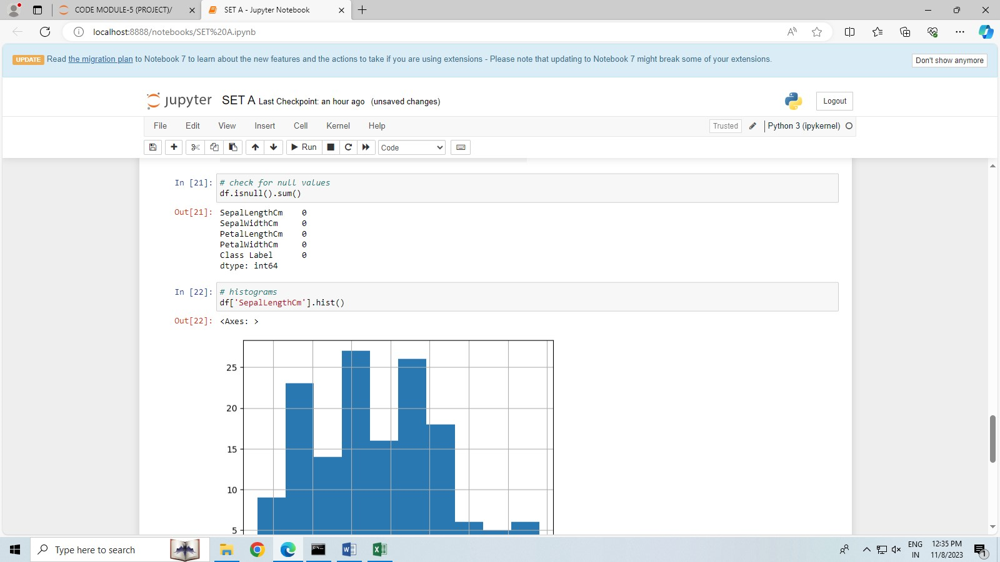 CODE MODULE-5 (PROJECT)/
SET A - Jupyter Notebook
localhost:8888/notebooks/SET%20A.ipynb
UPDATE Read the migration plan to Notebook 7 to learn about the new features and the actions to take if you are using extensions - Please note that updating to Notebook 7 might break some of your extensions.
Don't show anymore
jupyter SET A Last Checkpoint: an hour ago (unsaved changes)
Logout
File Edit View Insert Cell Kernel Help
Trusted
Python 3 (ipykernel)
Run
Code
In [21]: # check for null values
df.isnull().sum()
Out[21]: SepalLengthCm 0
SepalWidthCm 0
PetalLengthCm 0
PetalWidthCm 0
Class Label 0
dtype: int64
In [22]: # histograms
df['SepalLengthCm'].hist()
Out[22]: <Axes: >
25
20
15
10
5
Type here to search
ENG
IN
12:35 PM
11/8/2023
1